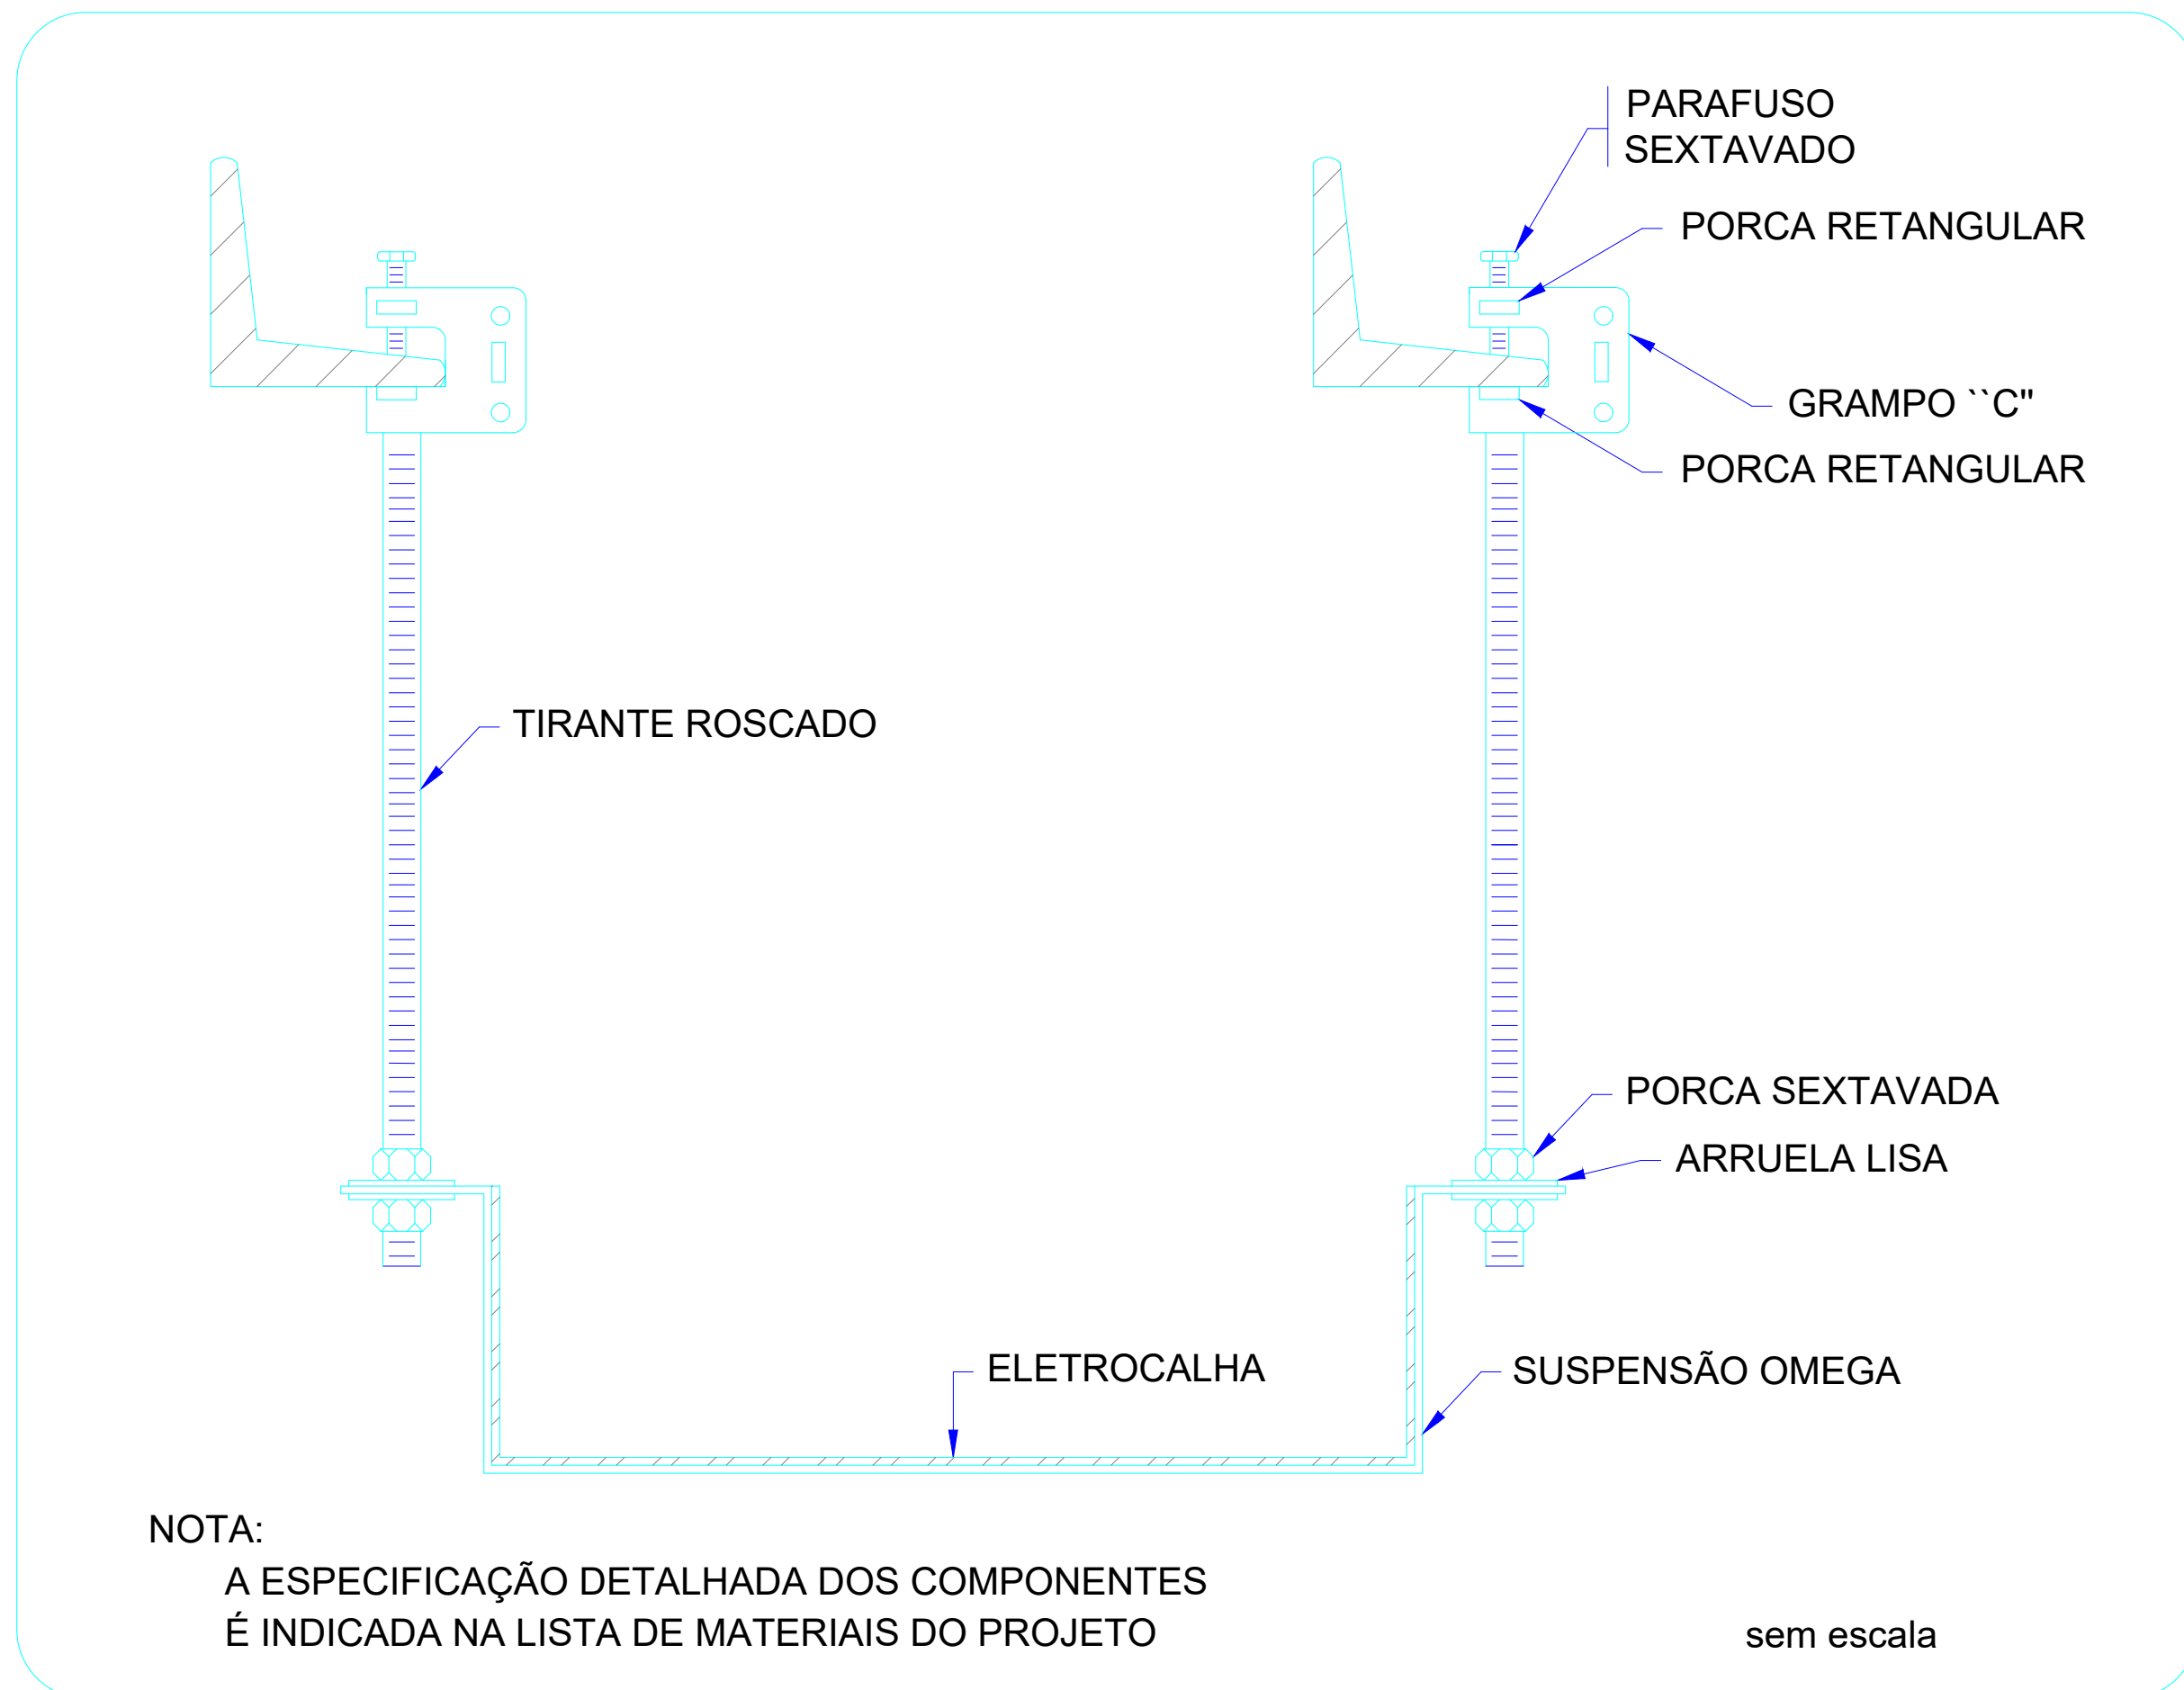 PARAFUSO
SEXTAVADO
PORCA RETANGULAR
GRAMPO ``C"
PORCA RETANGULAR
TIRANTE ROSCADO
PORCA SEXTAVADA
ARRUELA LISA
ELETROCALHA
SUSPENSÃO OMEGA
NOTA:
A ESPECIFICAÇÃO DETALHADA DOS COMPONENTES
É INDICADA NA LISTA DE MATERIAIS DO PROJETO
sem escala